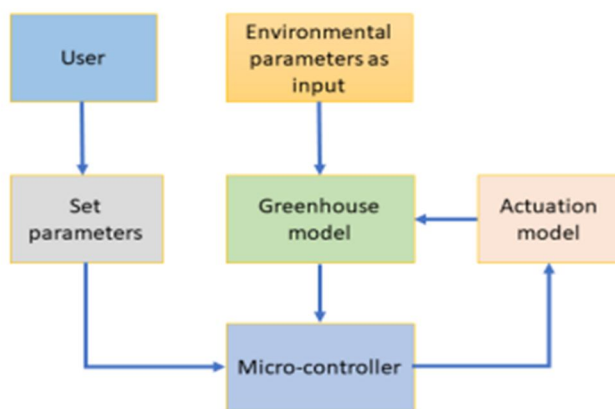 User
Environmental
parameters as
input
Set
parameters
Greenhouse
model
Actuation
model
Micro-controller